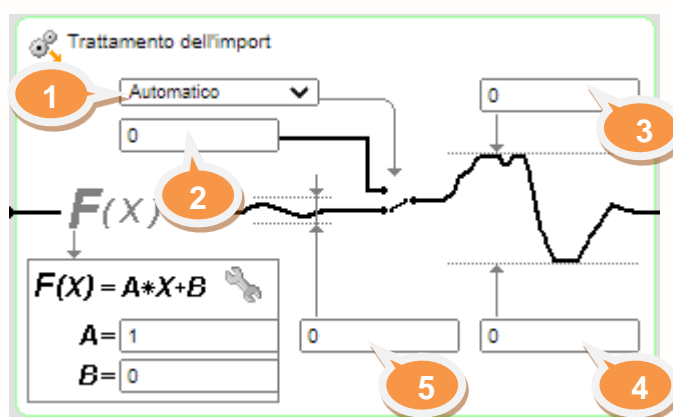 Trattamento dell'import
1
Automatico
0
3
0
2
F(X)
F(X) = A*X+B
A= 1
0
0
B= 0
5
4